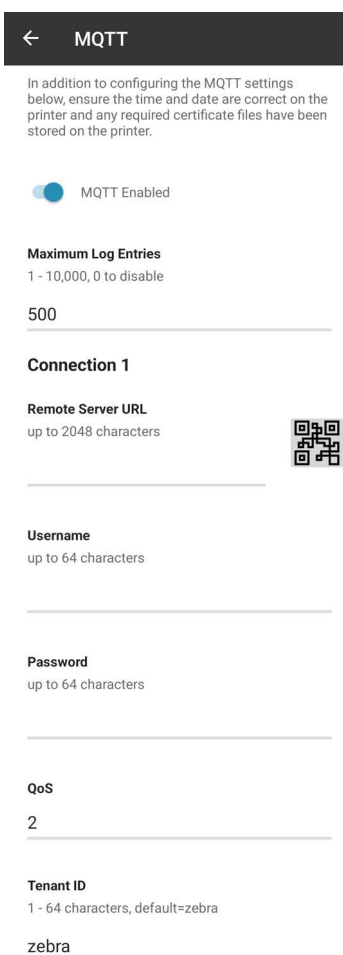 MQTT
In addition to configuring the MQTT settings
below, ensure the time and date are correct on the
printer and any required certificate files have been
stored on the printer.
MQTT Enabled
Maximum Log Entries
1 - 10,000, 0 to disable
500
Connection 1
Remote Server URL
up to 2048 characters
Username
up to 64 characters
Password
up to 64 characters
QoS
2
Tenant ID
1 - 64 characters, default=zebra
zebra